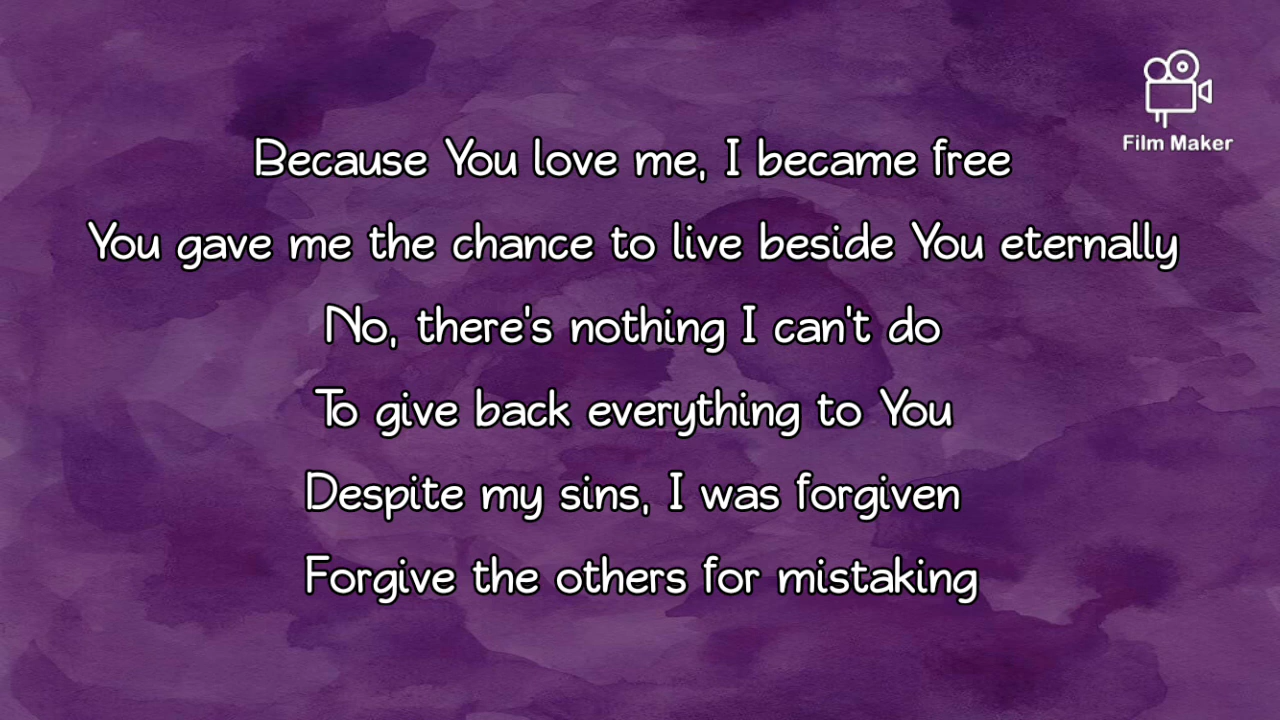 Film Maker
Because You love me, I became free
You gave me the chance to live beside You eternally
No, there's nothing I can't do
To give back everything to You
Despite my sins, I was forgiven
Forgive the others for mistaking